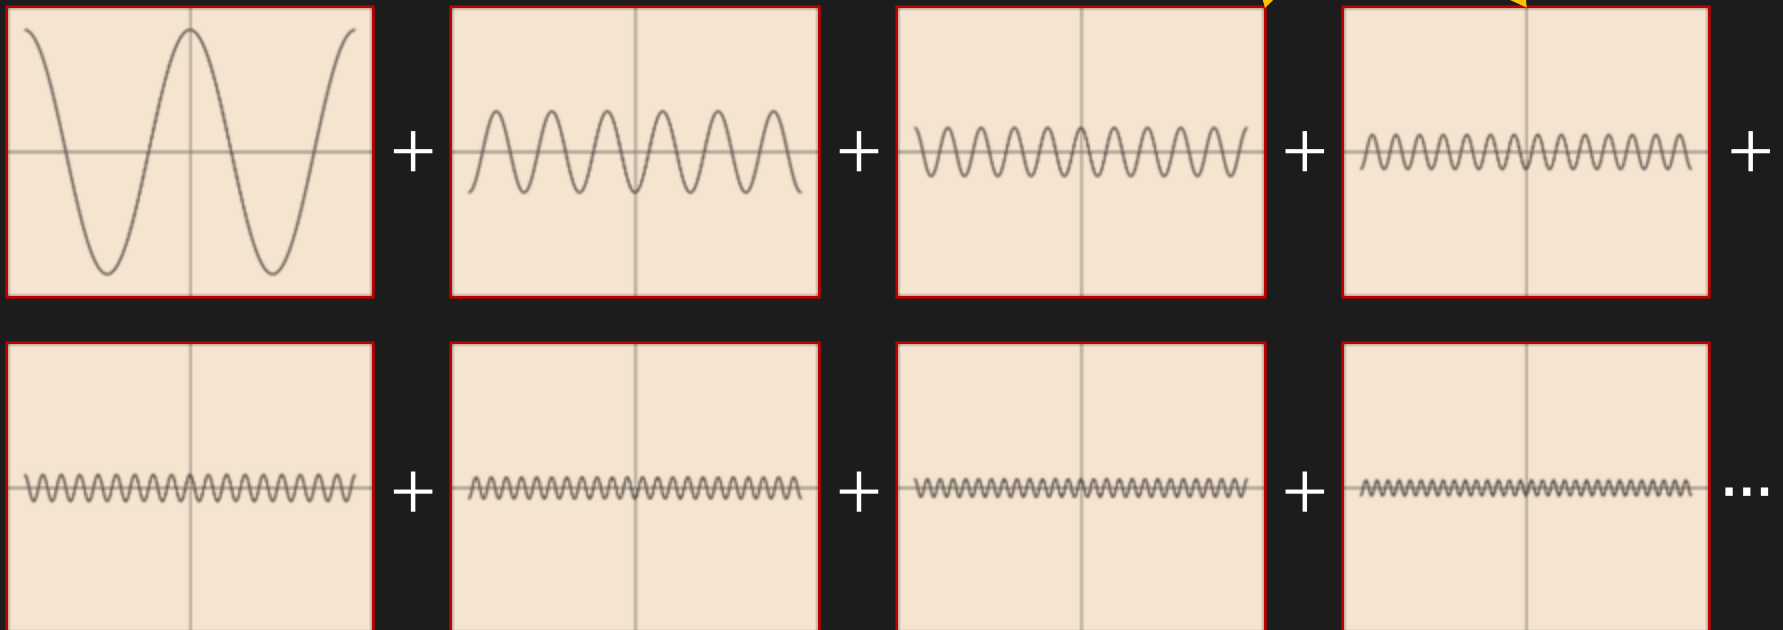 + + + +
+ + + ...